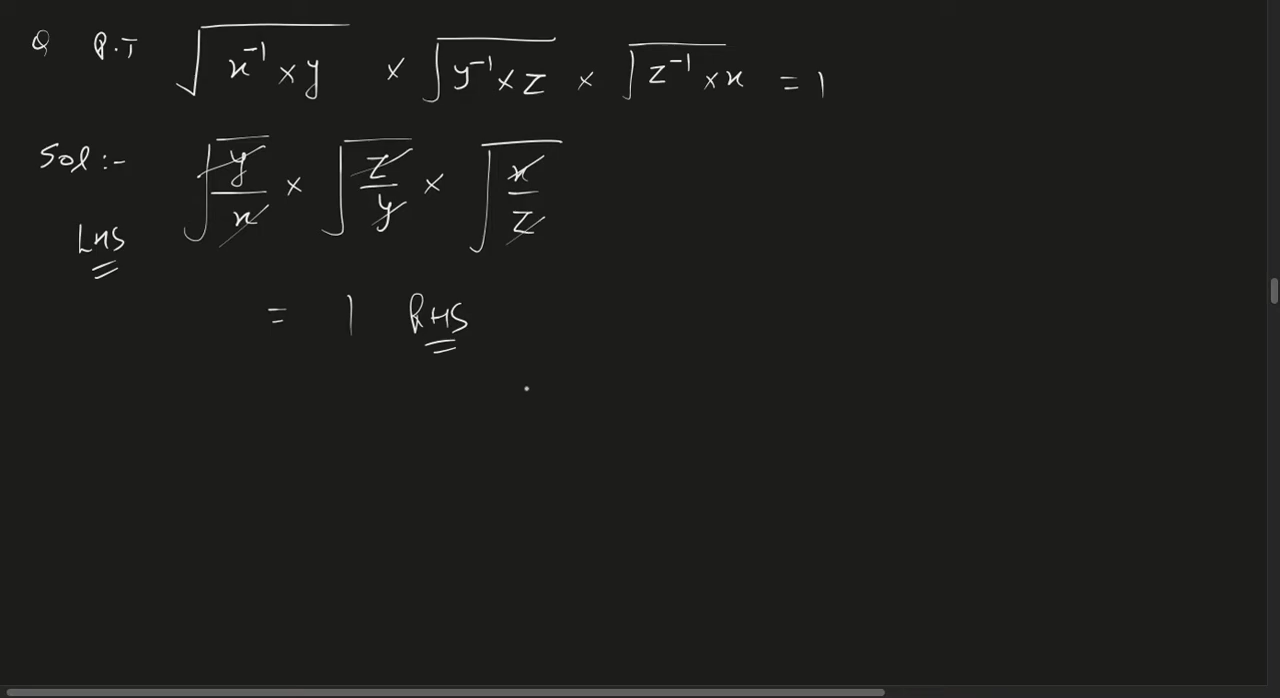 Q P.T √(x⁻¹ × y) × √(y⁻¹ × z) × √(z⁻¹ × x) = 1
Sol :- √(y/x) × √(z/y) × √(x/z)
LHS
= 1 RHS